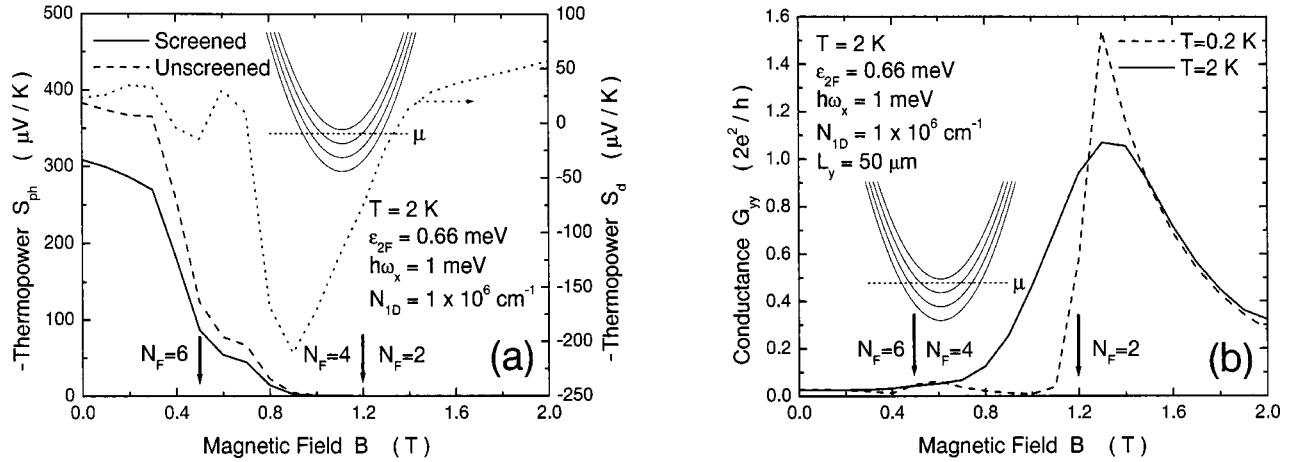 500
400
300
200
100
0
-Thermopower S_ph ( μV / K )
Screened
Unscreened
μ
T = 2 K
ε_2F = 0.66 meV
hω_x = 1 meV
N_1D = 1 x 10^6 cm^-1
N_F=6
N_F=4
N_F=2
(a)
100
50
0
-50
-100
-150
-200
-250
-Thermopower S_d ( μV / K )
0.0 0.4 0.8 1.2 1.6 2.0
Magnetic Field B ( T )
1.6
1.4
1.2
1.0
0.8
0.6
0.4
0.2
0.0
Conductance G_yy ( 2e^2 / h )
T = 2 K
ε_2F = 0.66 meV
hω_x = 1 meV
N_1D = 1 x 10^6 cm^-1
L_y = 50 μm
T=0.2 K
T=2 K
μ
N_F=6
N_F=4
N_F=2
(b)
0.0 0.4 0.8 1.2 1.6 2.0
Magnetic Field B ( T )